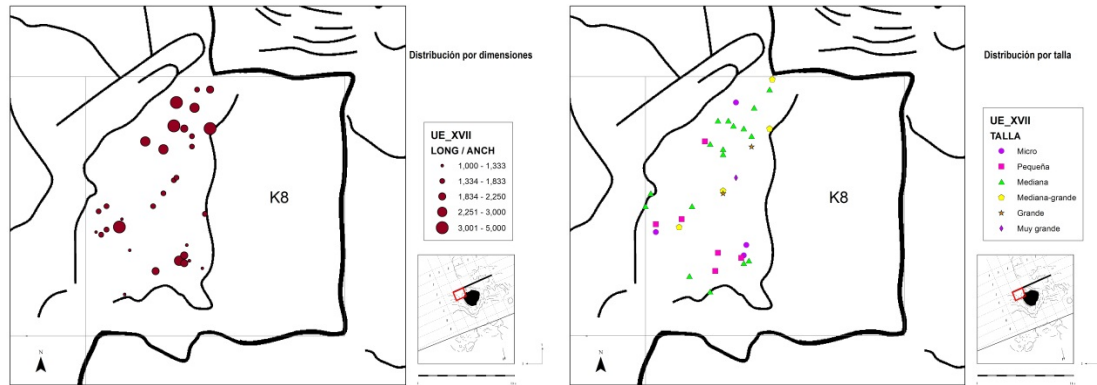 Distribución por dimensiones
UE_XVII
LONG / ANCH
1,000 - 1,333
1,334 - 1,833
1,834 - 2,250
2,251 - 3,000
3,001 - 5,000
K8
N
Distribución por talla
UE_XVII
TALLA
Micro
Pequeña
Mediana
Mediana-grande
Grande
Muy grande
K8
N